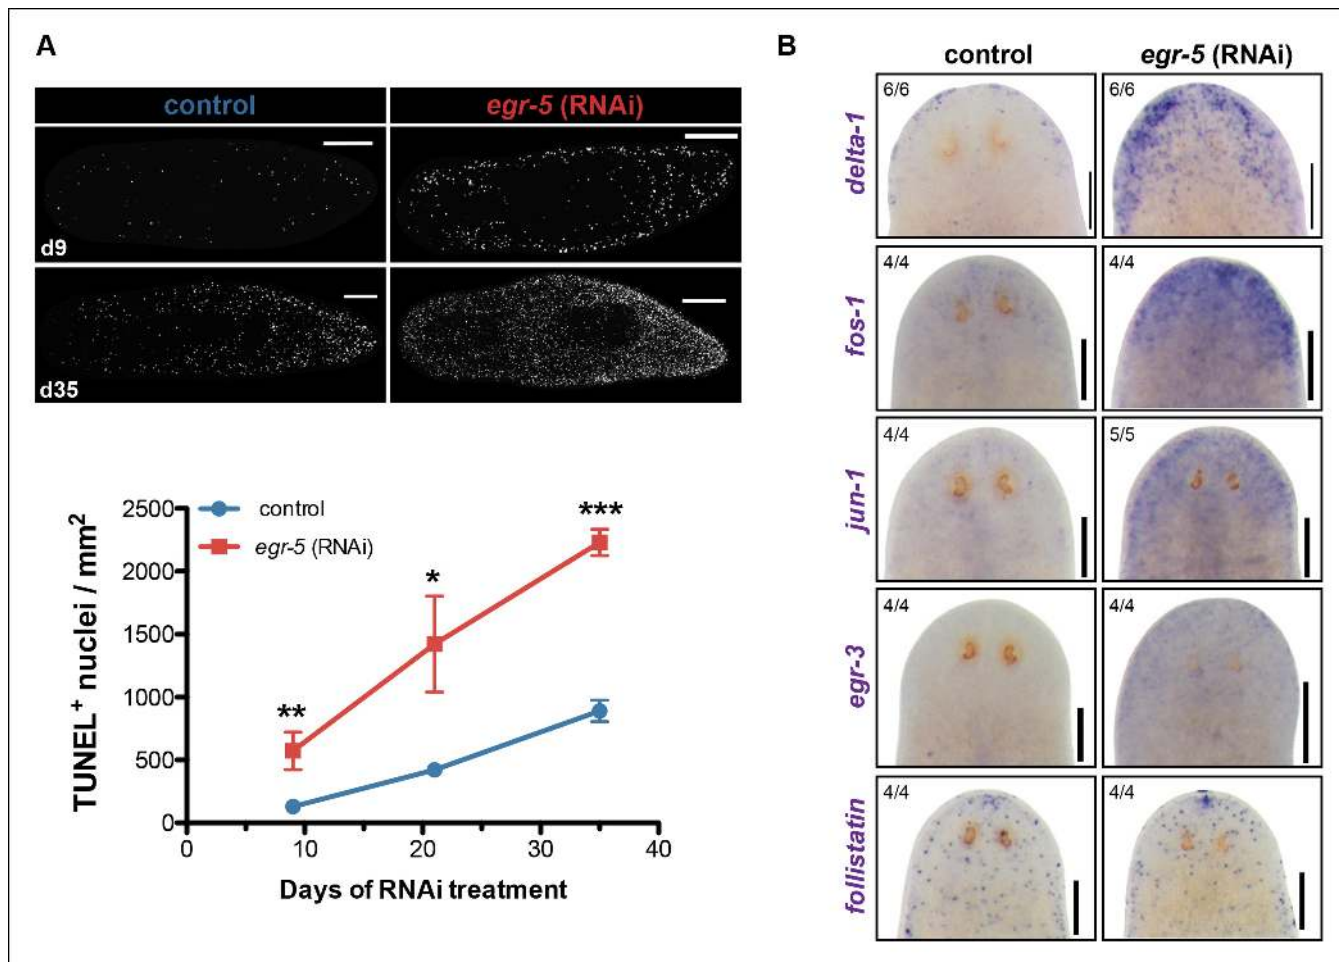 A
control
egr-5 (RNAi)
d9
d35
2500
2000
1500
1000
500
0
TUNEL+ nuclei / mm2
control
egr-5 (RNAi)
**
*
***
0
10
20
30
40
Days of RNAi treatment
B
control
egr-5 (RNAi)
delta-1
6/6
6/6
fos-1
4/4
4/4
jun-1
4/4
5/5
egr-3
4/4
4/4
follistatin
4/4
4/4